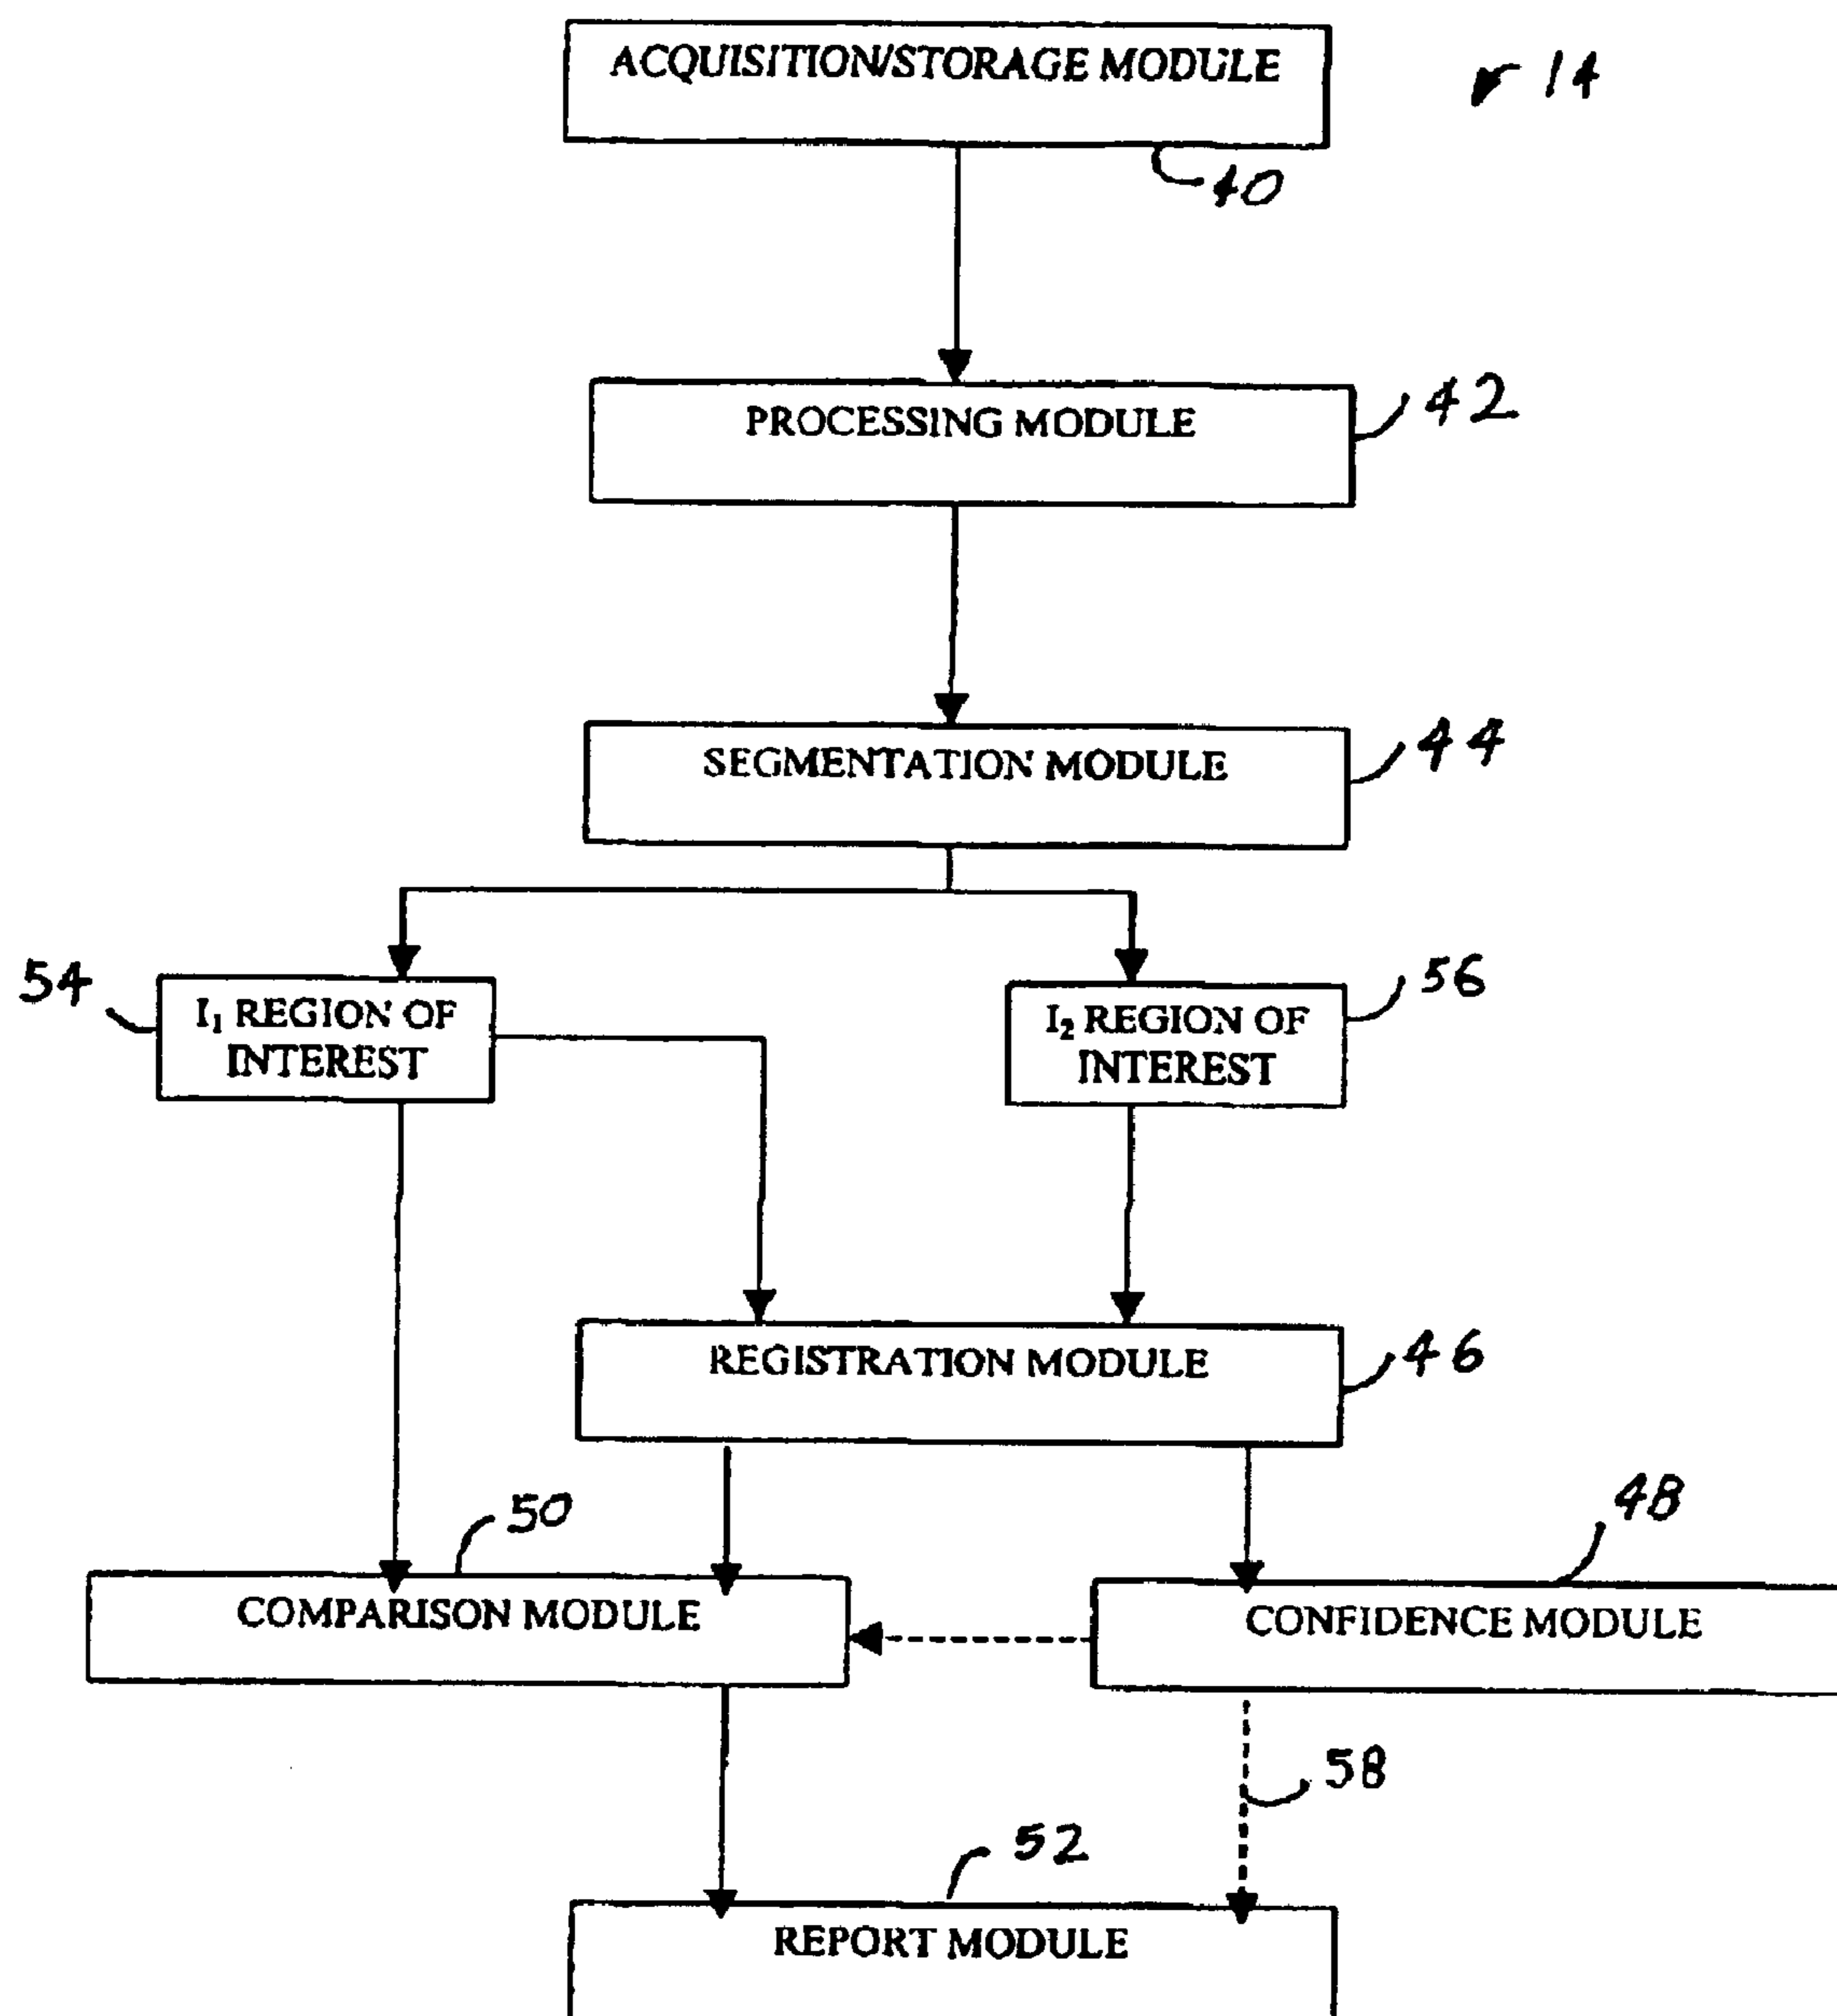 ACQUISITION/STORAGE MODULE
14
40
PROCESSING MODULE
42
SEGMENTATION MODULE
44
54
I₁ REGION OF
INTEREST
I₂ REGION OF
INTEREST
56
REGISTRATION MODULE
46
50
48
COMPARISON MODULE
CONFIDENCE MODULE
58
52
REPORT MODULE